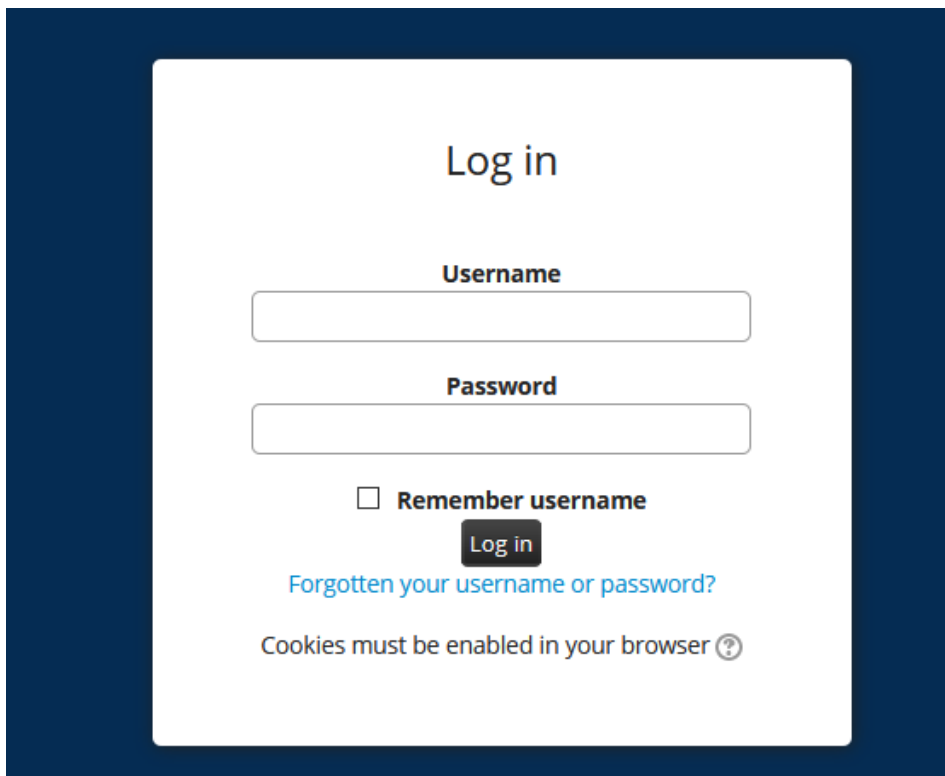 Log in
Username
Password
Remember username
Log in
Forgotten your username or password?
Cookies must be enabled in your browser ?